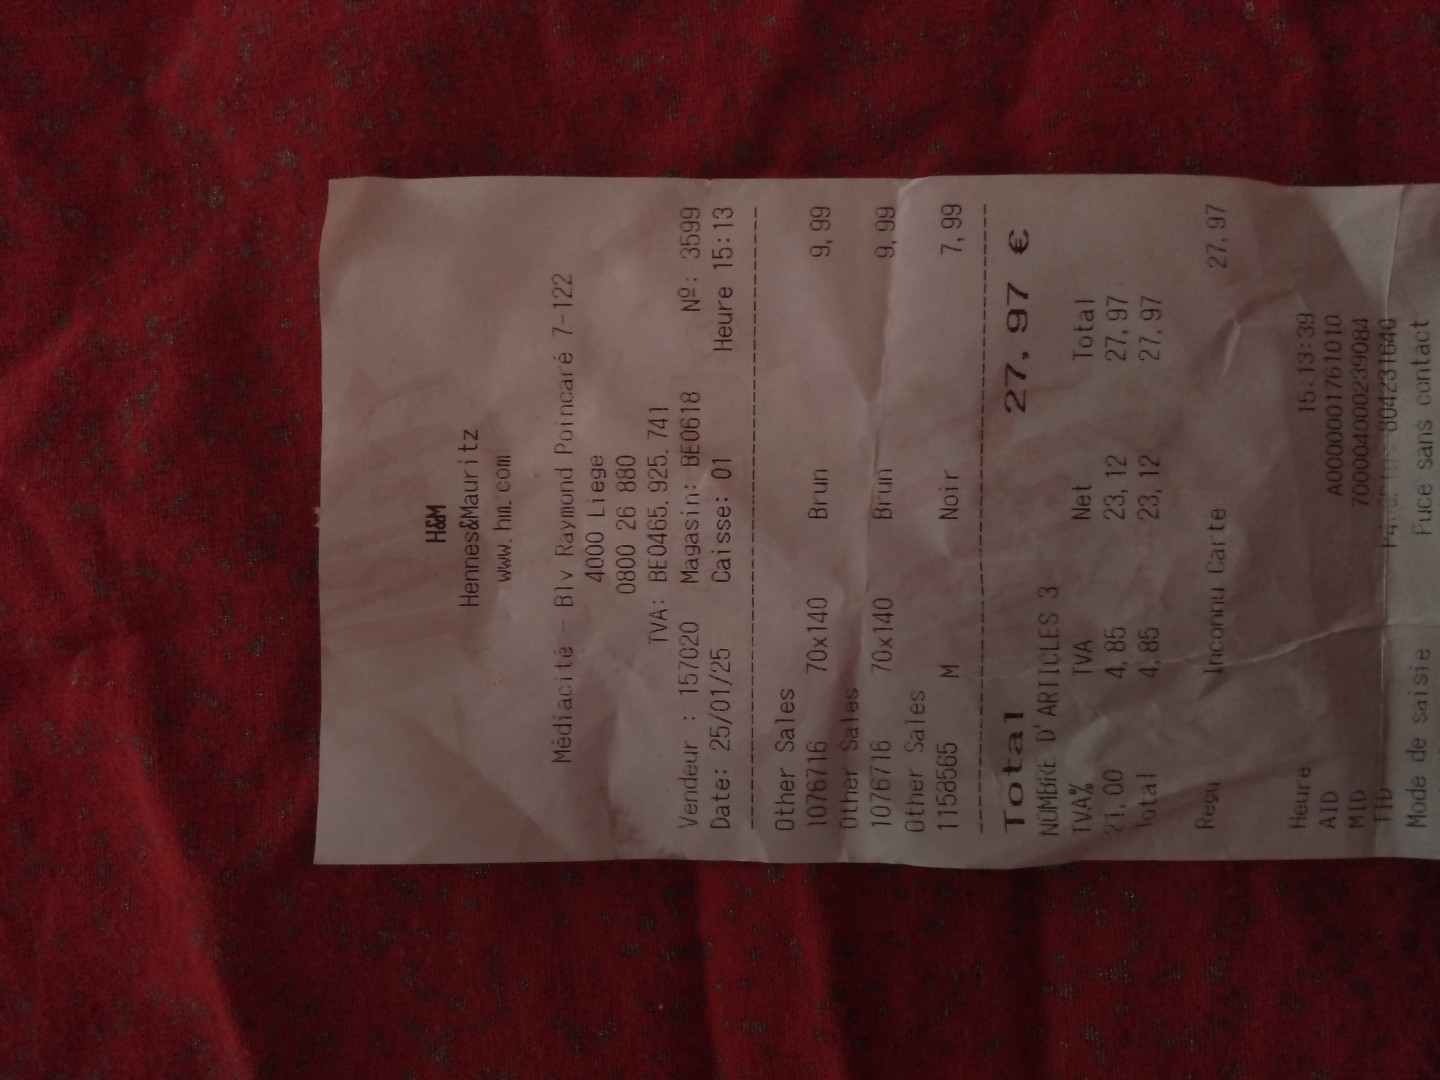 H&M
Hennes&Mauritz
www.hm.com
Médiacité - Blv Raymond Poincaré 7-122
4000 Liege
0800 26 880
TVA: BE0465.925.741
Vendeur : 157020 Magasin: BE0618 Nº: 3599
Date: 25/01/25 Caisse: 01 Heure 15:13
Other Sales
1076716 70x140 Brun 9,99
Other Sales
1076716 70x140 Brun 9,99
Other Sales
1158565 M Noir 7,99
Total 27,97 €
NOMBRE D'ARTICLES 3
TVA% TVA Net Total
21,00 4,85 23,12 27,97
Total 4,85 23,12 27,97
Reçu Inconnu Carte 27,97
Heure 15:13:39
AID A0000001761010
MID 7000040000239084
TID 804231640
Mode de saisie Puce sans contact